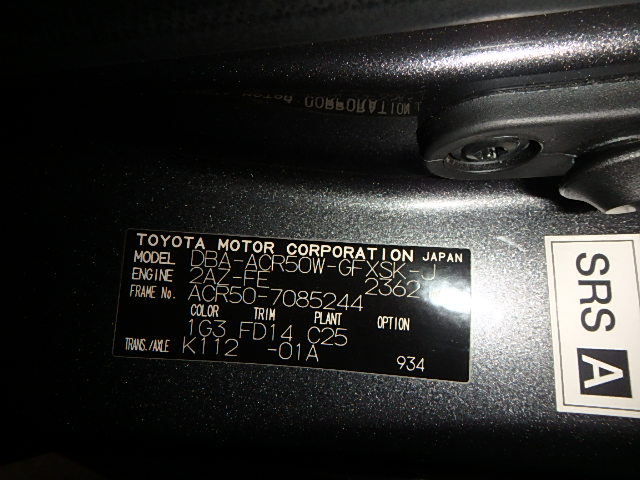 TOYOTA MOTOR CORPORATION JAPAN
MODEL DBA-ACR50W-GFXSK-J
ENGINE 2AZ-FE 2362
FRAME No. ACR50-7085244
COLOR TRIM PLANT OPTION
1G3 FD14 C25
TRANS./AXLE K112 -01A 934
SRS A